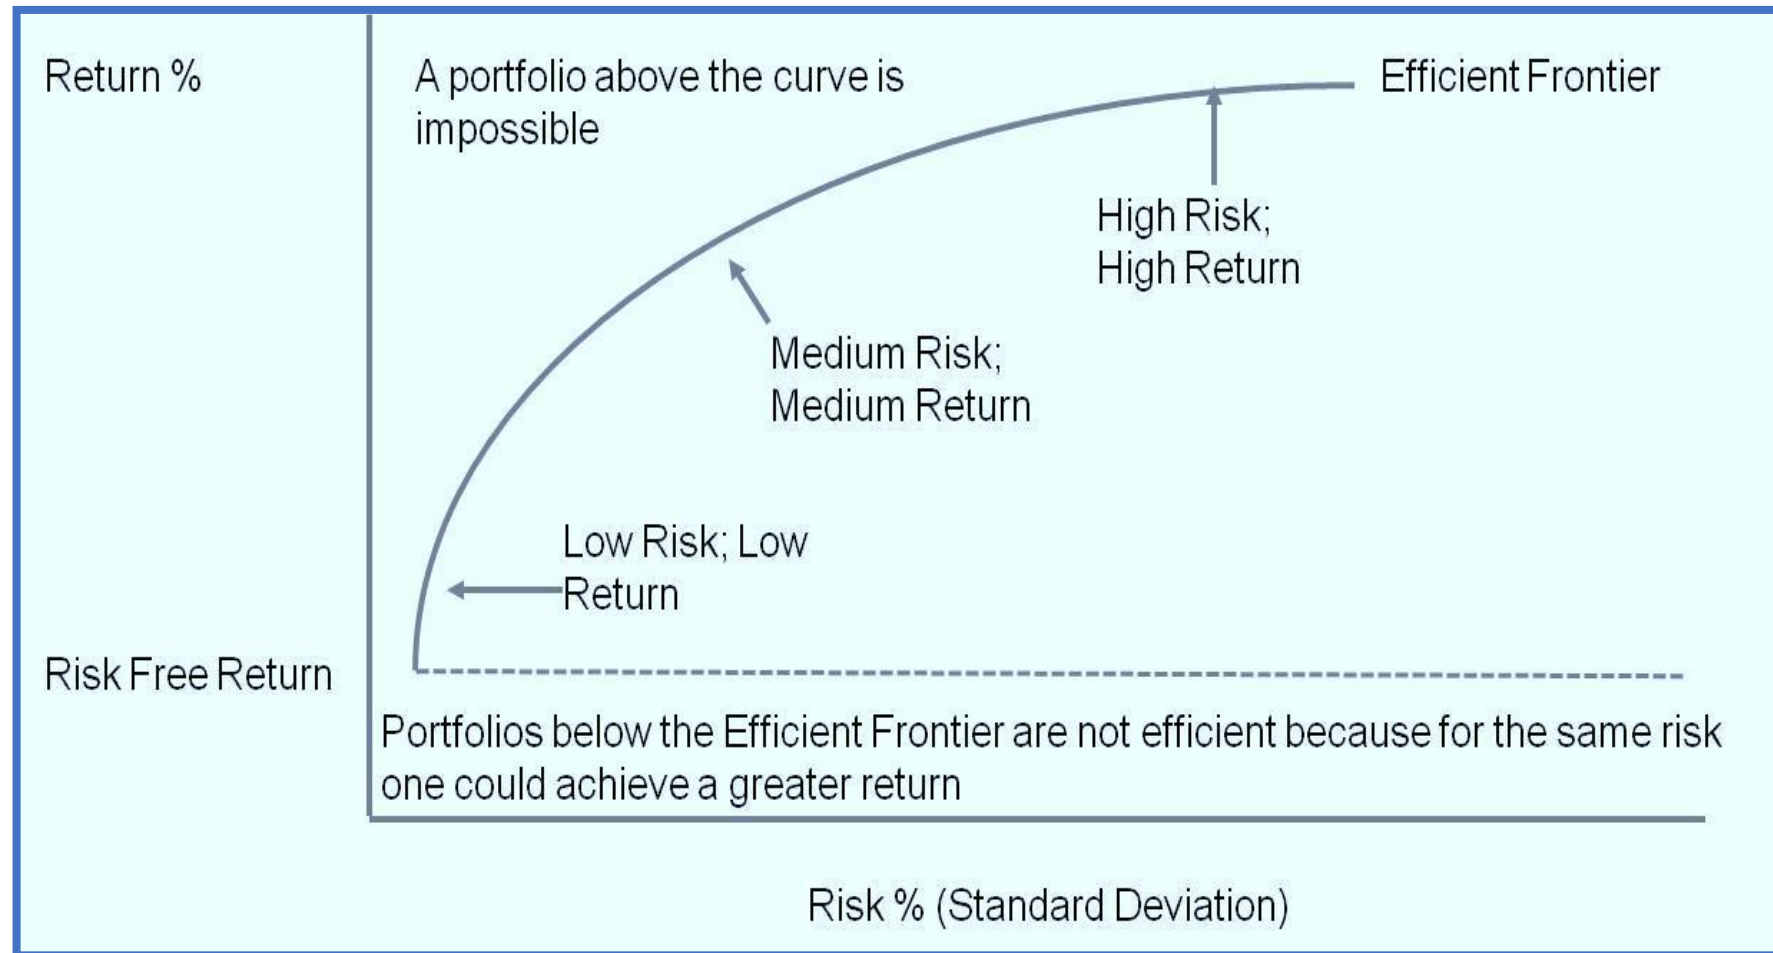 Return %
A portfolio above the curve is
impossible
Efficient Frontier
High Risk;
High Return
Medium Risk;
Medium Return
Low Risk; Low
Return
Risk Free Return
Portfolios below the Efficient Frontier are not efficient because for the same risk
one could achieve a greater return
Risk % (Standard Deviation)